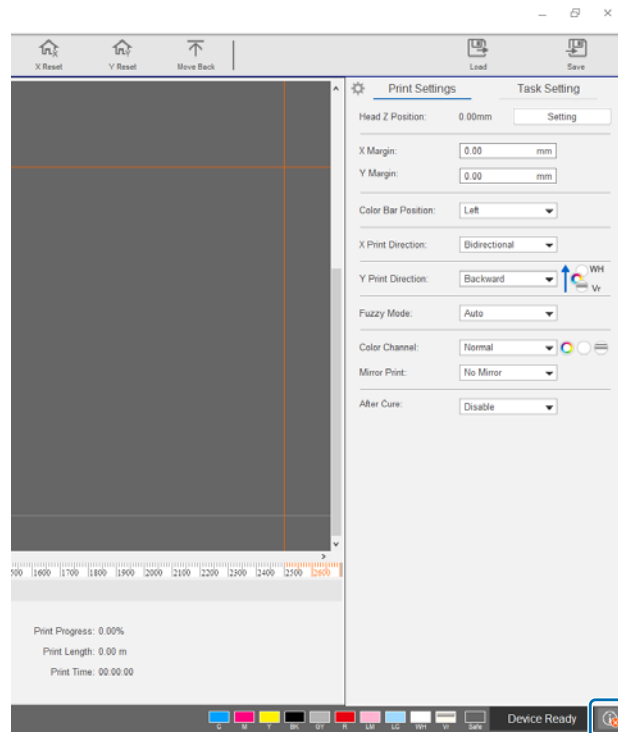 X Reset Y Reset Move Back Load Save
Print Settings Task Setting
Head Z Position: 0.00mm Setting
X Margin: 0.00 mm
Y Margin: 0.00 mm
Color Bar Position: Left
X Print Direction: Bidirectional
Y Print Direction: Backward WH
Vr
Fuzzy Mode: Auto
Color Channel: Normal
Mirror Print: No Mirror
After Cure: Disable
1600 1700 1800 1900 2000 2100 2200 2300 2400 2500 2600
Print Progress: 0.00%
Print Length: 0.00 m
Print Time: 00:00:00
Device Ready
C M Y BK GY R LM LC WH Vr Safe